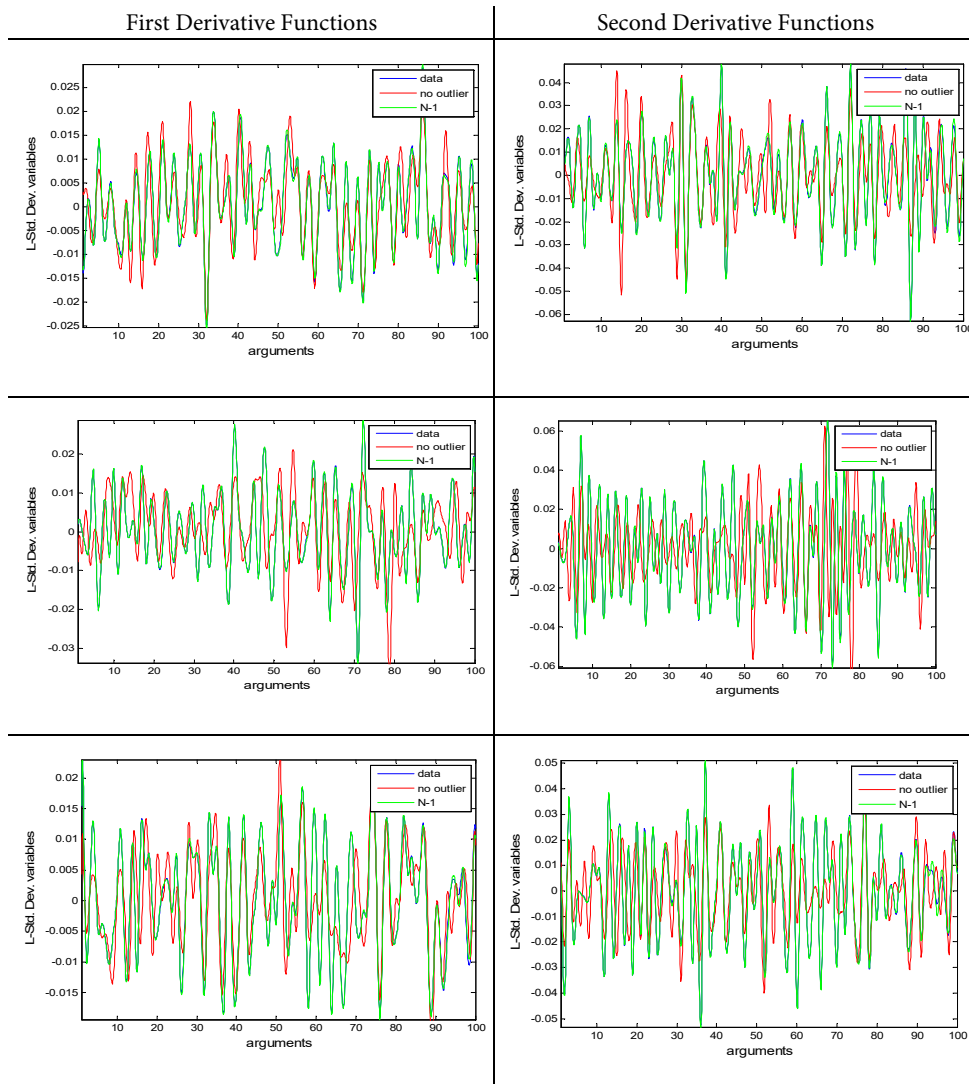 First Derivative Functions
Second Derivative Functions
data
no outlier
N-1
0.025
0.02
0.015
0.01
0.005
0
-0.005
-0.01
-0.015
-0.02
-0.025
L-Std. Dev. variables
10 20 30 40 50 60 70 80 90 100
arguments
data
no outlier
N-1
0.04
0.03
0.02
0.01
0
-0.01
-0.02
-0.03
-0.04
-0.05
-0.06
L-Std. Dev. variables
10 20 30 40 50 60 70 80 90 100
arguments
data
no outlier
N-1
0.02
0.01
0
-0.01
-0.02
-0.03
L-Std. Dev. variables
10 20 30 40 50 60 70 80 90 100
arguments
data
no outlier
N-1
0.06
0.04
0.02
0
-0.02
-0.04
-0.06
L-Std. Dev. variables
10 20 30 40 50 60 70 80 90 100
arguments
data
no outlier
N-1
0.02
0.015
0.01
0.005
0
-0.005
-0.01
-0.015
L-Std. Dev. variables
10 20 30 40 50 60 70 80 90 100
arguments
data
no outlier
N-1
0.05
0.04
0.03
0.02
0.01
0
-0.01
-0.02
-0.03
-0.04
-0.05
L-Std. Dev. variables
10 20 30 40 50 60 70 80 90 100
arguments